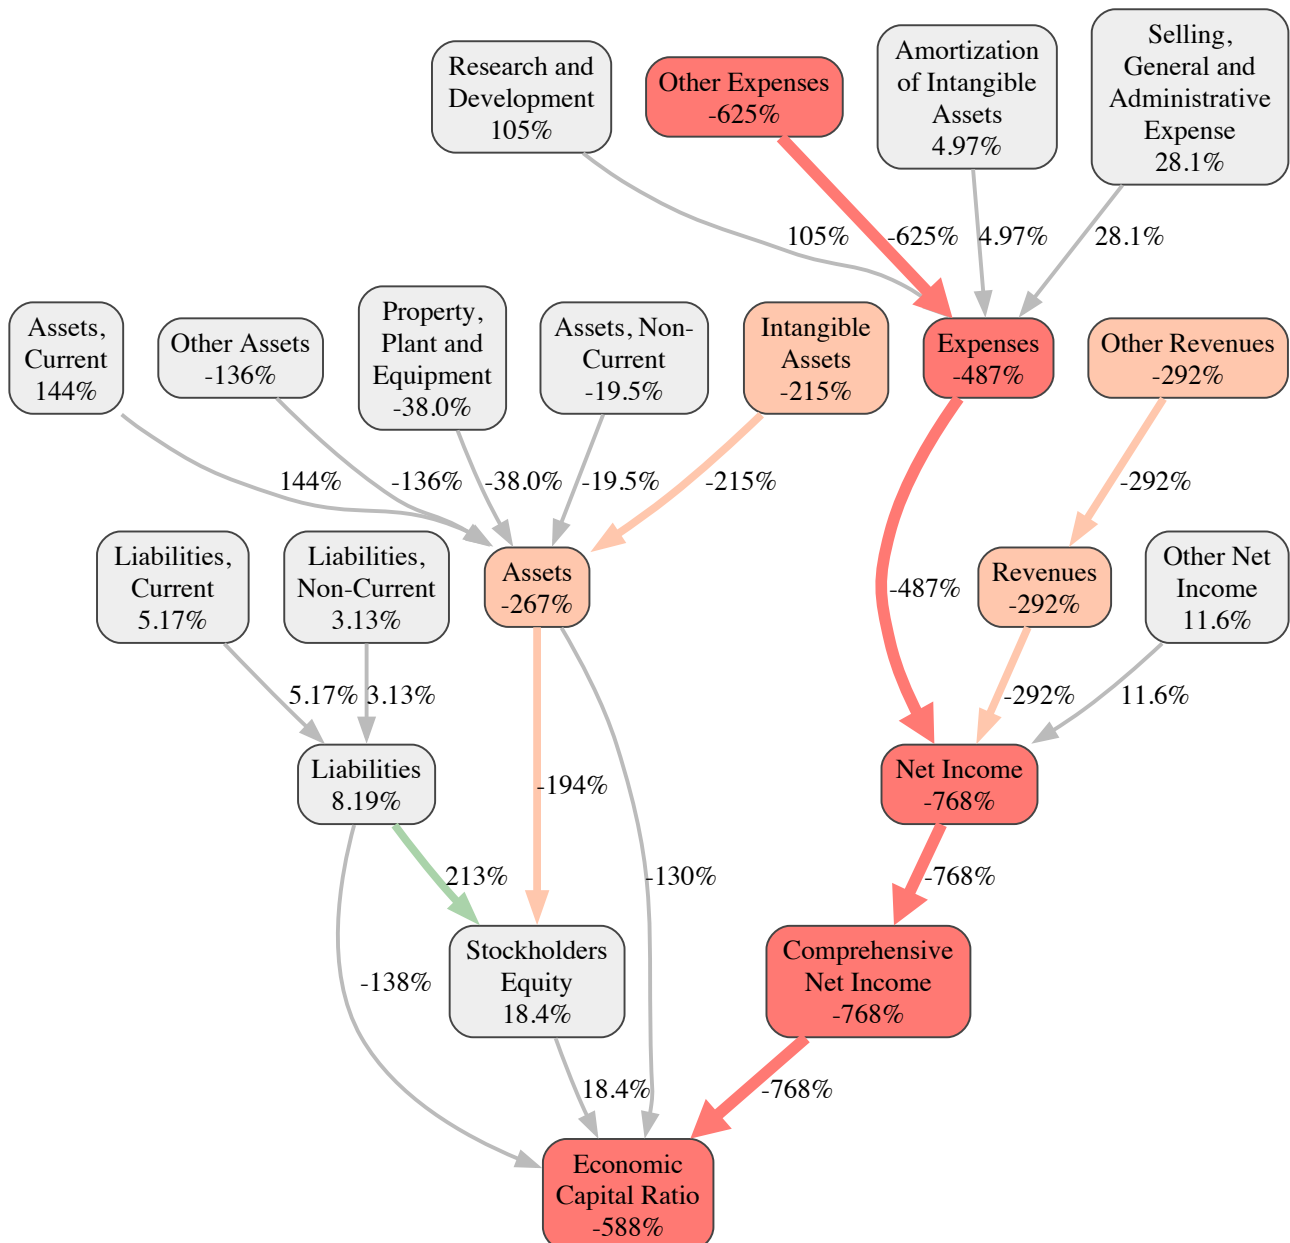 Research and
Development
105%
Other Expenses
-625%
Amortization
of Intangible
Assets
4.97%
Selling,
General and
Administrative
Expense
28.1%
105%
-625%
4.97%
28.1%
Assets,
Current
144%
Other Assets
-136%
Property,
Plant and
Equipment
-38.0%
Assets, Non-
Current
-19.5%
Intangible
Assets
-215%
Expenses
-487%
Other Revenues
-292%
144%
-136%
-38.0%
-19.5%
-215%
-292%
Liabilities,
Current
5.17%
Liabilities,
Non-Current
3.13%
Assets
-267%
-487%
Revenues
-292%
Other Net
Income
11.6%
5.17%
3.13%
-292%
11.6%
Liabilities
8.19%
-194%
Net Income
-768%
213%
-130%
-768%
-138%
Stockholders
Equity
18.4%
Comprehensive
Net Income
-768%
18.4%
-768%
Economic
Capital Ratio
-588%